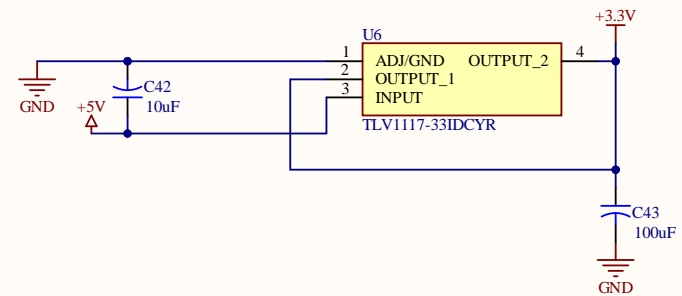 +3.3V
U6
1
ADJ/GND
OUTPUT_2
4
2
OUTPUT_1
3
INPUT
TLV1117-33IDCYR
GND
C42
10uF
+5V
C43
100uF
GND